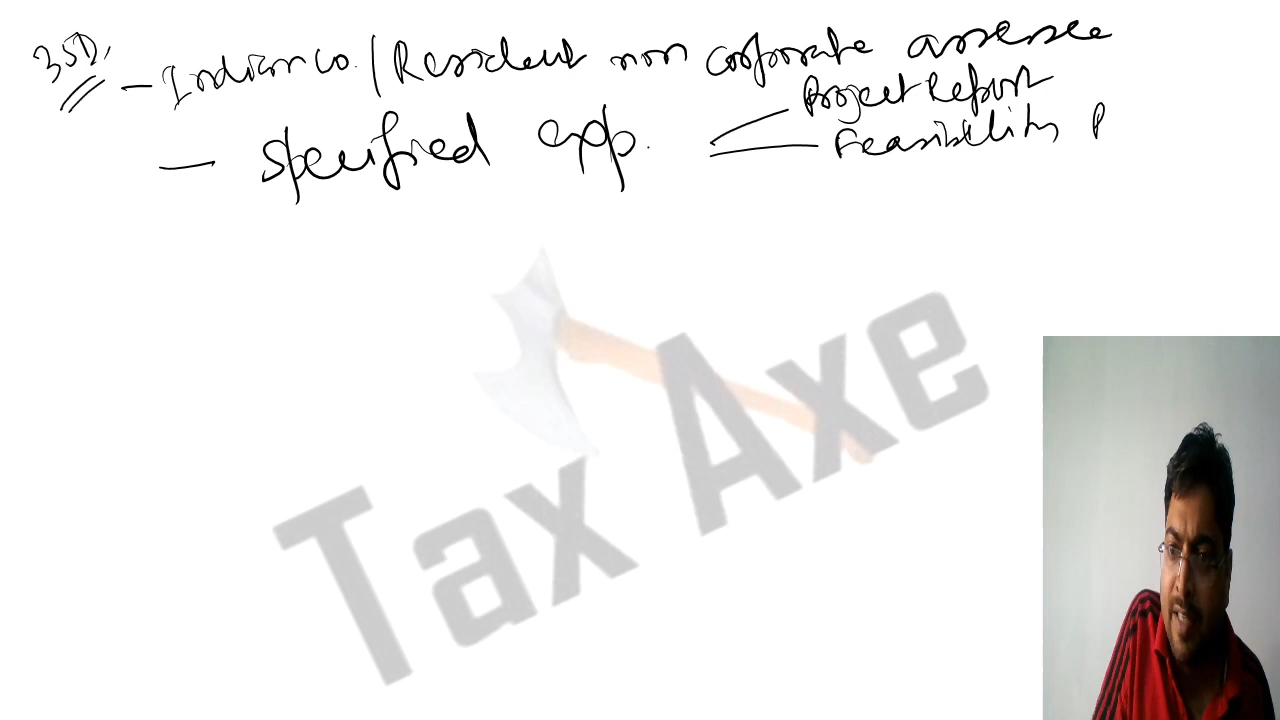 35D.
- Indian co. / Resident non corporate assessee
- Specified exp.
Project Report
Feasibility R
Tax Axe